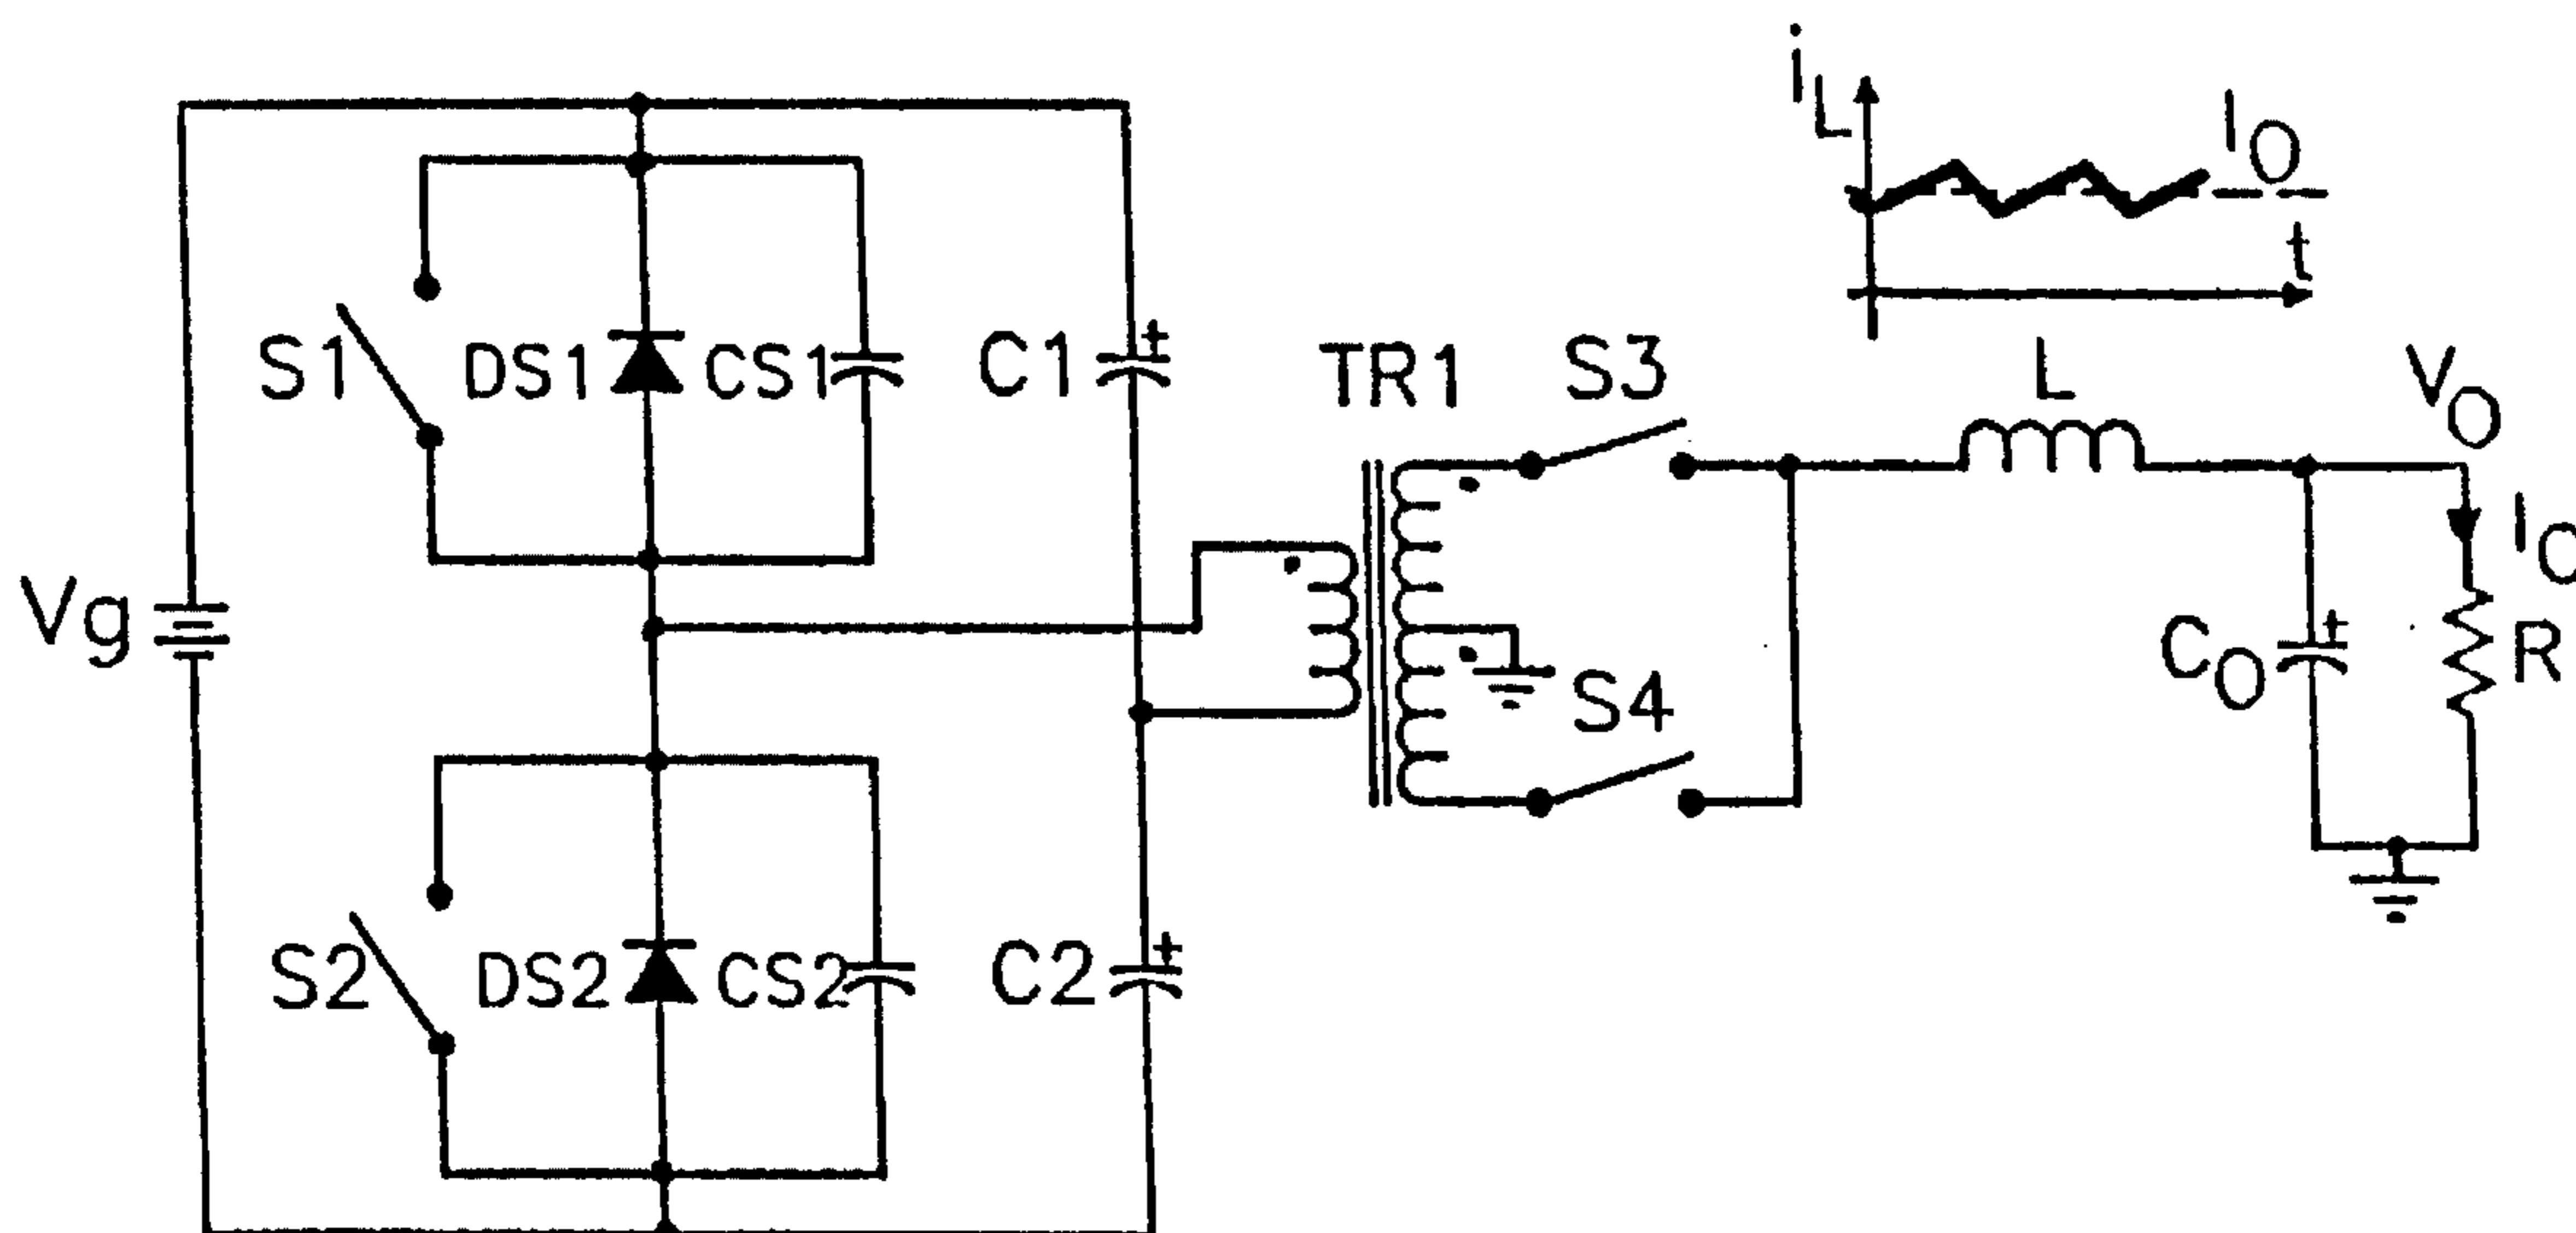 iL
IO
t
S1
DS1
CS1
C1
+
TR1
S3
L
VO
IO
Vg
CO
+
R
S4
S2
DS2
CS2
C2
+